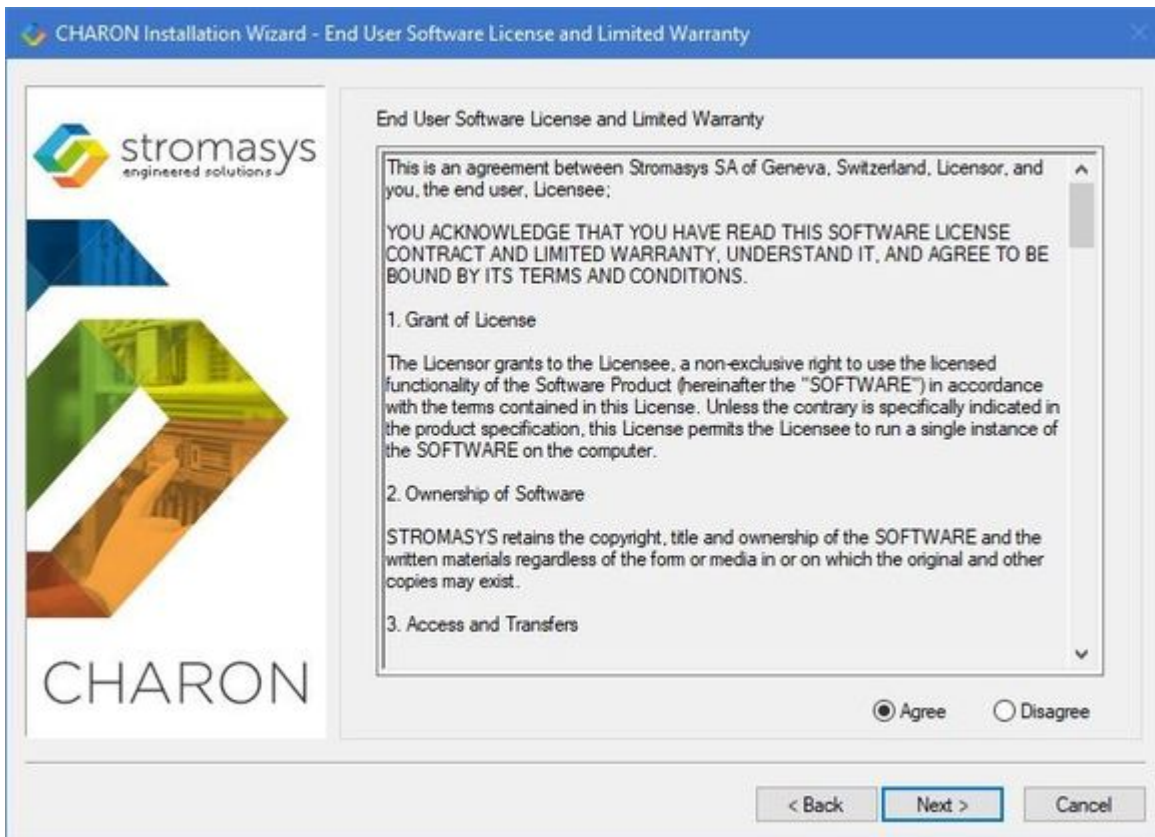 CHARON Installation Wizard - End User Software License and Limited Warranty
stromasys
engineered solutions
CHARON
End User Software License and Limited Warranty
This is an agreement between Stromasys SA of Geneva, Switzerland, Licensor, and
you, the end user, Licensee;
YOU ACKNOWLEDGE THAT YOU HAVE READ THIS SOFTWARE LICENSE
CONTRACT AND LIMITED WARRANTY, UNDERSTAND IT, AND AGREE TO BE
BOUND BY ITS TERMS AND CONDITIONS.
1. Grant of License
The Licensor grants to the Licensee, a non-exclusive right to use the licensed
functionality of the Software Product (hereinafter the "SOFTWARE") in accordance
with the terms contained in this License. Unless the contrary is specifically indicated in
the product specification, this License permits the Licensee to run a single instance of
the SOFTWARE on the computer.
2. Ownership of Software
STROMASYS retains the copyright, title and ownership of the SOFTWARE and the
written materials regardless of the form or media in or on which the original and other
copies may exist.
3. Access and Transfers
Agree Disagree
< Back Next > Cancel